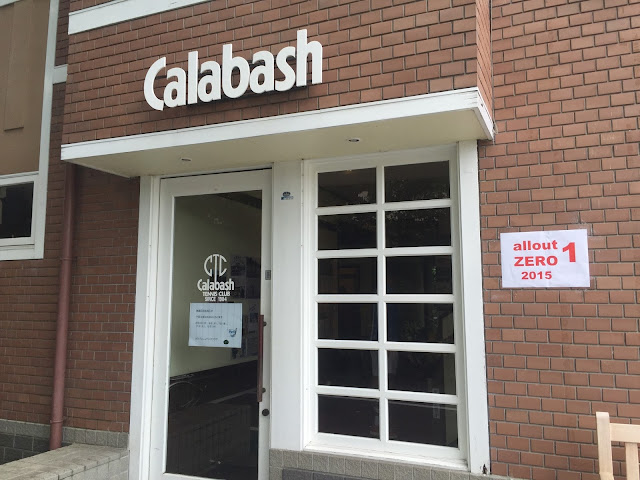 Calabash
CTC
Calabash
TENNIS CLUB
SINCE 1984
allout
ZERO 1
2015